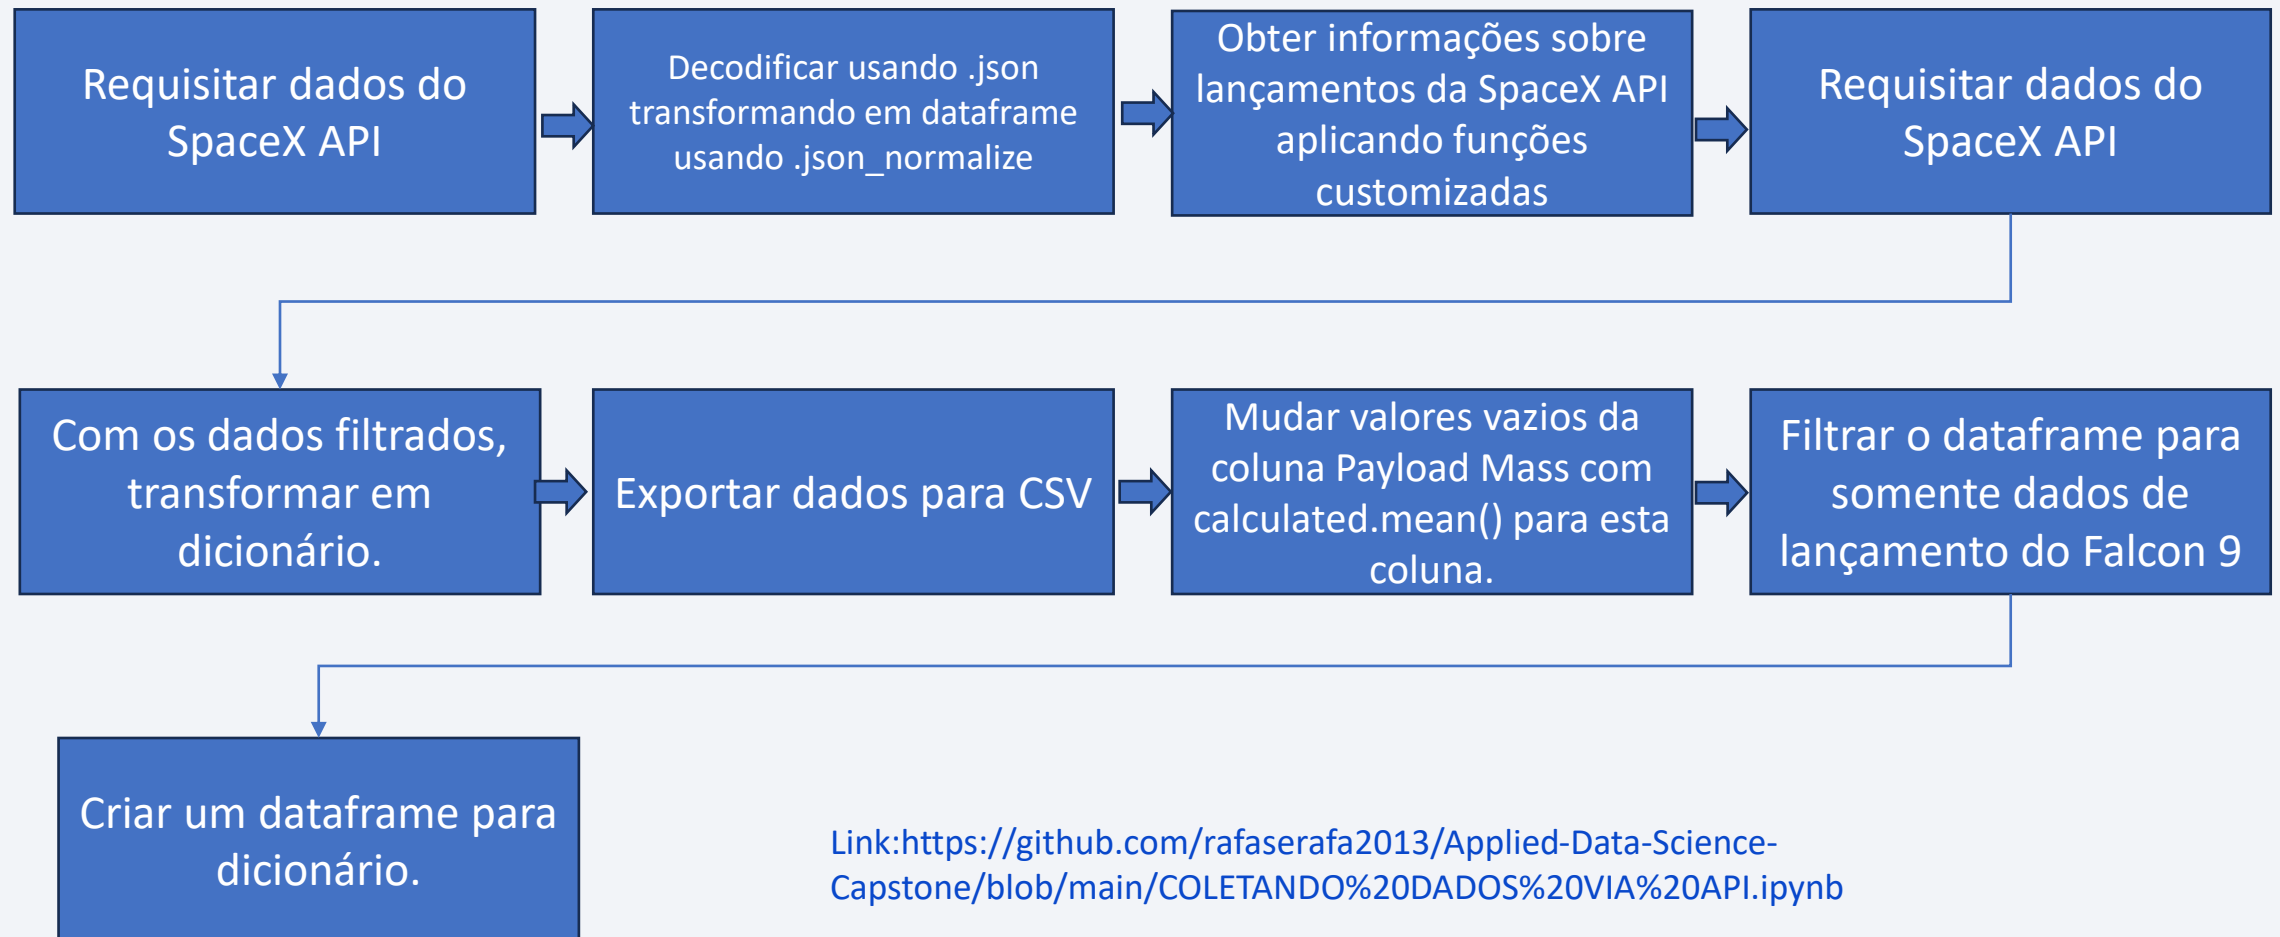 Requisitar dados do
SpaceX API
Decodificar usando .json
transformando em dataframe
usando .json_normalize
Obter informações sobre
lançamentos da SpaceX API
aplicando funções
customizadas
Requisitar dados do
SpaceX API
Com os dados filtrados,
transformar em
dicionário.
Exportar dados para CSV
Mudar valores vazios da
coluna Payload Mass com
calculated.mean() para esta
coluna.
Filtrar o dataframe para
somente dados de
lançamento do Falcon 9
Criar um dataframe para
dicionário.
Link:https://github.com/rafaserafa2013/Applied-Data-Science-
Capstone/blob/main/COLETANDO%20DADOS%20VIA%20API.ipynb